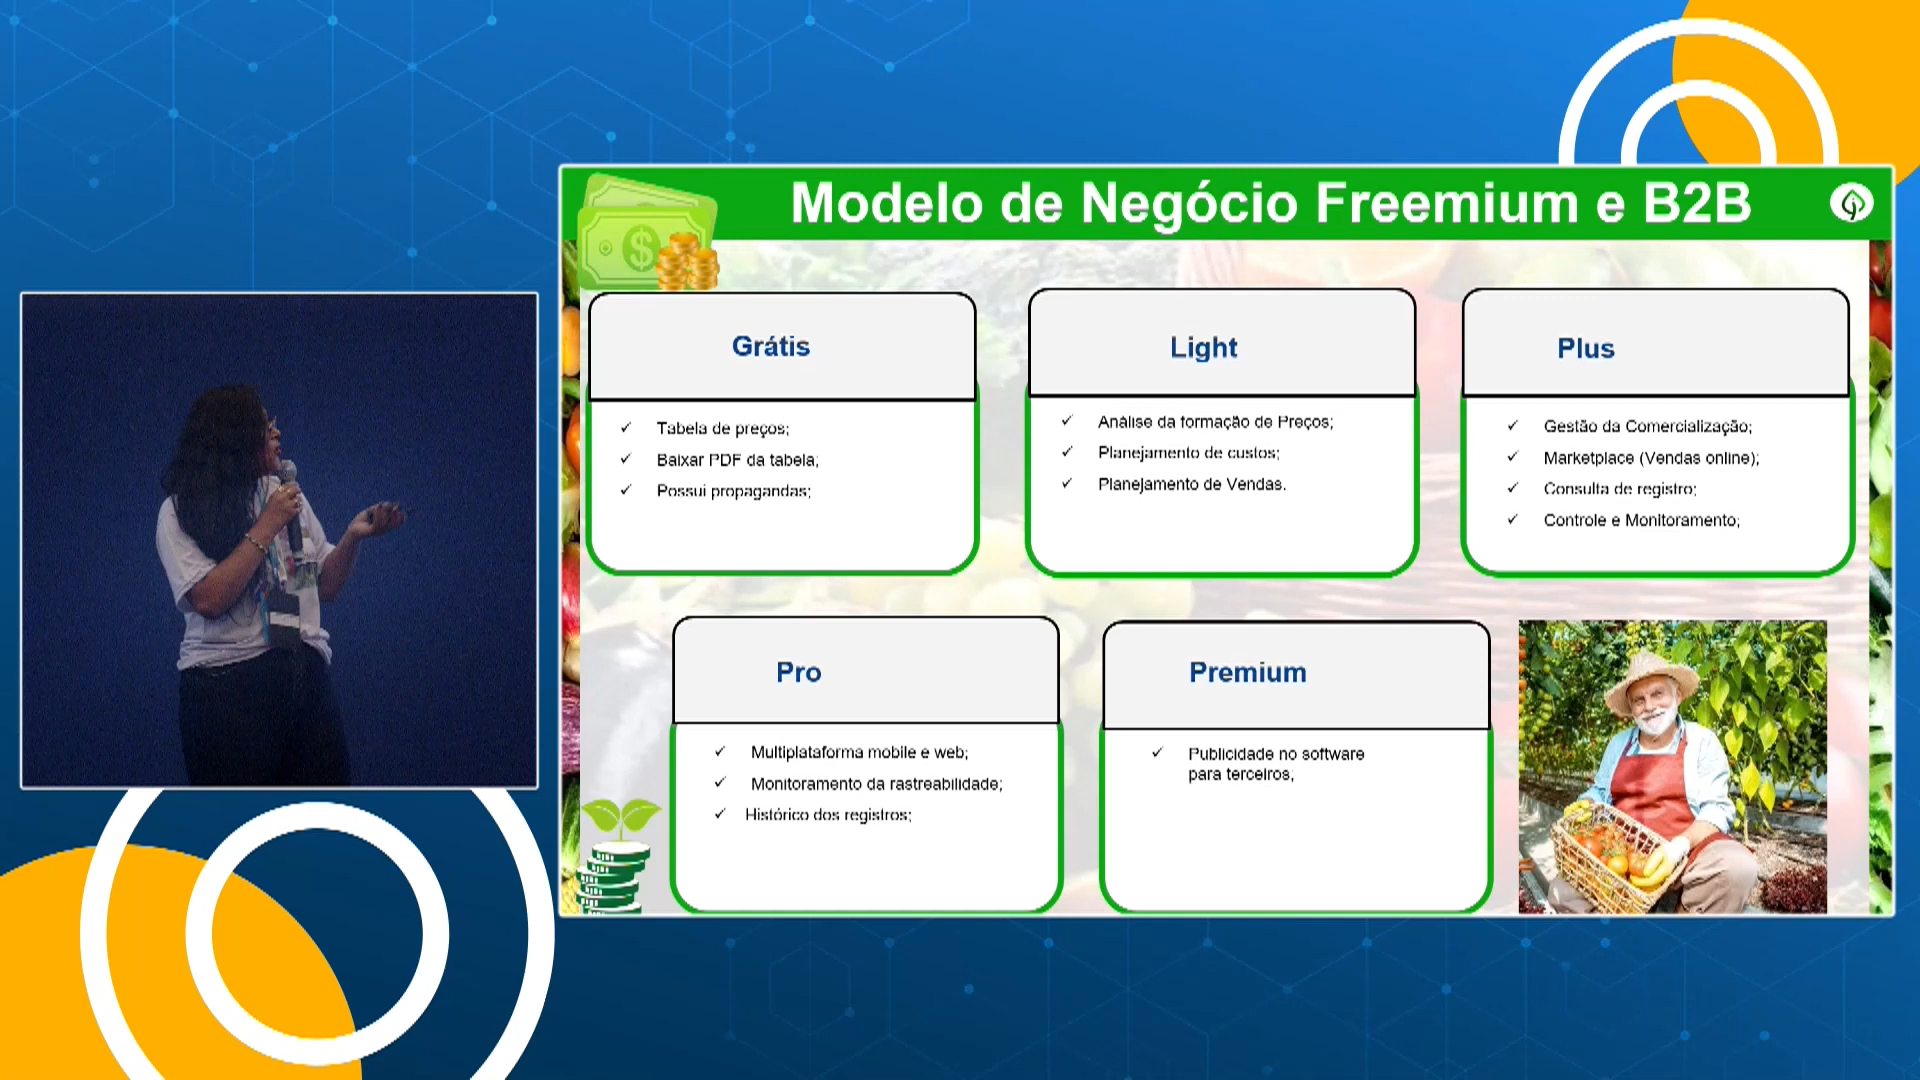 Modelo de Negócio Freemium e B2B
Grátis
Tabela de preços;
Baixar PDF da tabela;
Possui propagandas;
Light
Análise da formação de Preços;
Planejamento de custos;
Planejamento de Vendas.
Plus
Gestão da Comercialização;
Marketplace (Vendas online);
Consulta de registro;
Controle e Monitoramento;
Pro
Multiplataforma mobile e web;
Monitoramento da rastreabilidade;
Histórico dos registros;
Premium
Publicidade no software
para terceiros;